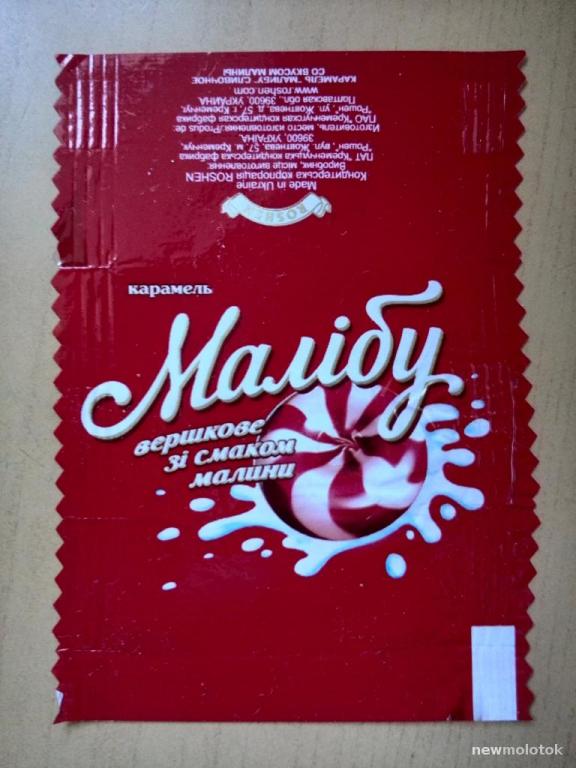 карамель
Малібу
вершкове
зі смаком
малини
ROSHEN
Made in Ukraine
Кондитерська корпорація ROSHEN
Виробник, місце виготовлення:
ПАТ "Кременчуцька кондитерська фабрика
"Рошен", вул. Жовтнева, 57, м. Кременчук,
39600, УКРАЇНА.
Изготовитель, место изготовления/Produs de:
ПАО "Кременчугская кондитерская фабрика
"Рошен", ул. Жовтнева, д. 57, Кременчуг,
Полтавская обл., 39600, УКРАИНА
www.roshen.com
КАРАМЕЛЬ "МАЛИБУ" СЛИВОЧНОЕ
СО ВКУСОМ МАЛИНЫ
newmolotok